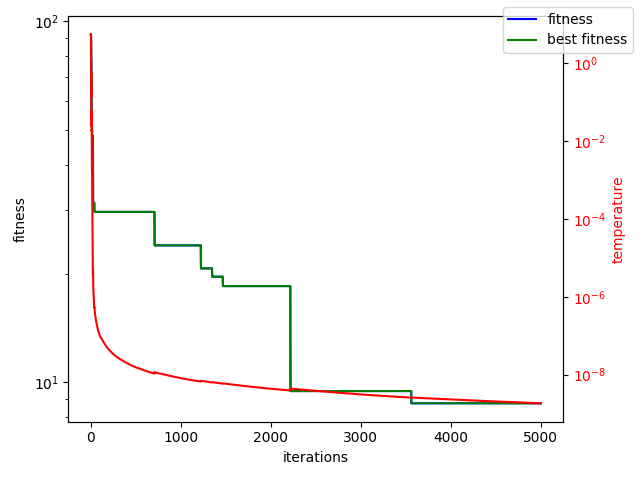 fitness
best fitness
10²
10¹
fitness
10⁰
10⁻²
10⁻⁴
10⁻⁶
10⁻⁸
temperature
0 1000 2000 3000 4000 5000
iterations